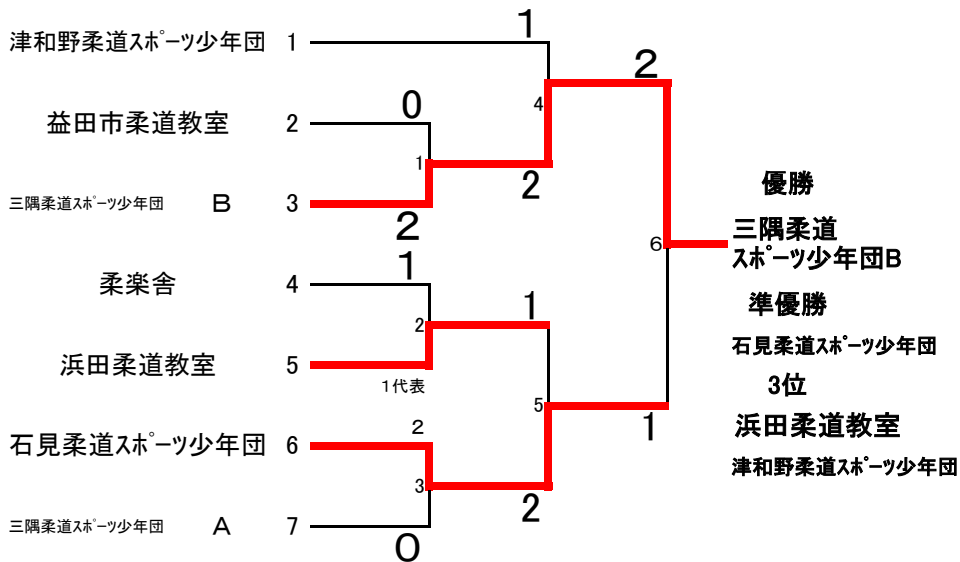 津和野柔道スポーツ少年団 1
益田市柔道教室 2
三隅柔道スポーツ少年団 B 3
柔楽舎 4
浜田柔道教室 5
石見柔道スポーツ少年団 6
三隅柔道スポーツ少年団 A 7
0
1
2
1
2
1代表
2
3
0
1
4
2
1
5
2
2
6
1
優勝
三隅柔道
スポーツ少年団B
準優勝
石見柔道スポーツ少年団
3位
浜田柔道教室
津和野柔道スポーツ少年団